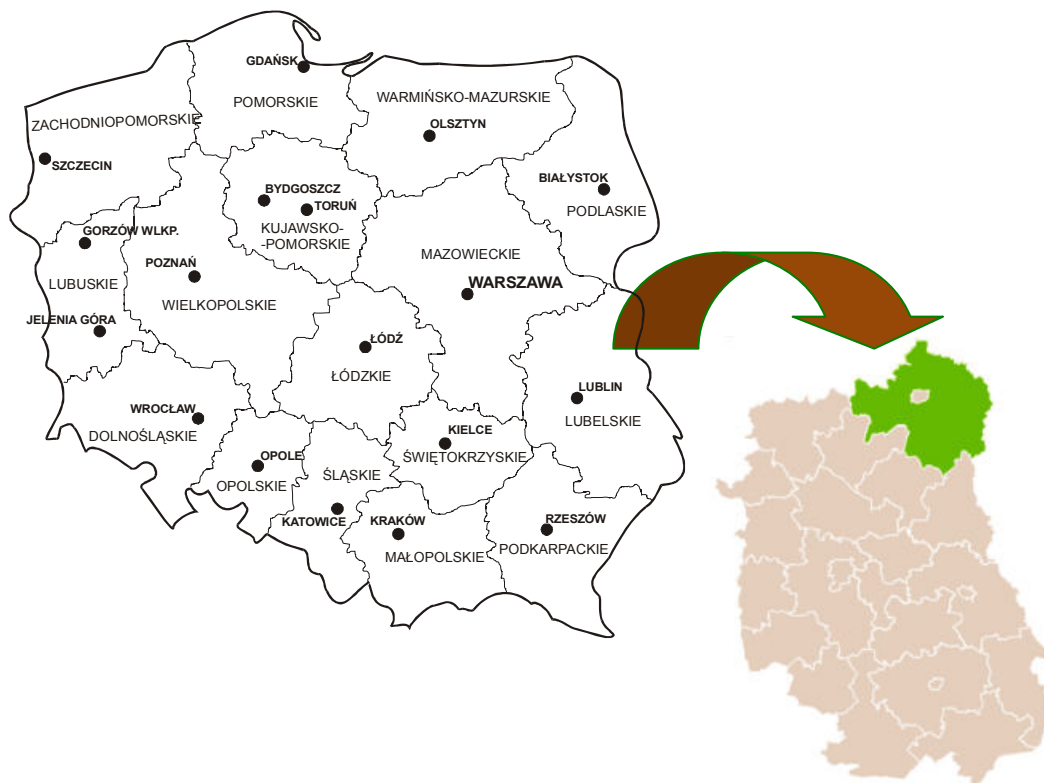 GDAŃSK
POMORSKIE
WARMIŃSKO-MAZURSKIE
OLSZTYN
ZACHODNIOPOMORSKIE
SZCZECIN
BIAŁYSTOK
PODLASKIE
BYDGOSZCZ
TORUŃ
KUJAWSKO-
-POMORSKIE
GORZÓW WLKP.
LUBUSKIE
POZNAŃ
WIELKOPOLSKIE
MAZOWIECKIE
WARSZAWA
JELENIA GÓRA
ŁÓDŹ
ŁÓDZKIE
LUBLIN
LUBELSKIE
WROCŁAW
DOLNOŚLĄSKIE
KIELCE
ŚWIĘTOKRZYSKIE
OPOLE
OPOLSKIE
ŚLĄSKIE
KATOWICE
KRAKÓW
MAŁOPOLSKIE
RZESZÓW
PODKARPACKIE